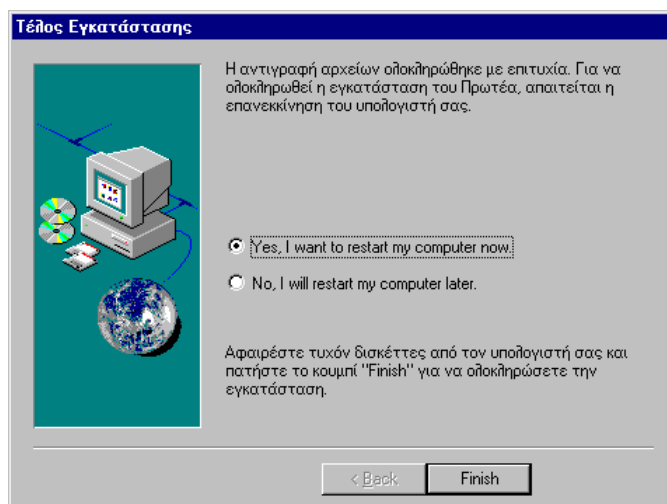 Τέλος Εγκατάστασης
Η αντιγραφή αρχείων ολοκληρώθηκε με επιτυχία. Για να
ολοκληρωθεί η εγκατάσταση του Πρωτέα, απαιτείται η
επανεκκίνηση του υπολογιστή σας.
Yes, I want to restart my computer now.
No, I will restart my computer later.
Αφαιρέστε τυχόν δισκέττες από τον υπολογιστή σας και
πατήστε το κουμπί "Finish" για να ολοκληρώσετε την
εγκατάσταση.
< Back Finish